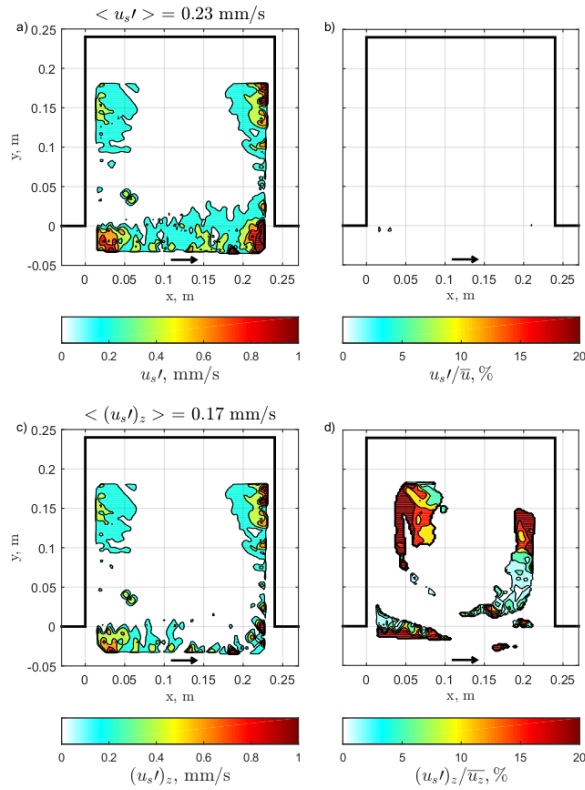 < u_s′ > = 0.23 mm/s
a)
b)
0.25
0.2
0.15
0.1
0.05
0
-0.05
y, m
0 0.05 0.1 0.15 0.2 0.25
x, m
0.25
0.2
0.15
0.1
0.05
0
-0.05
0 0.05 0.1 0.15 0.2 0.25
x, m
0 0.2 0.4 0.6 0.8 1
u_s′, mm/s
0 5 10 15 20
u_s′/u̅, %
< (u_s′)_z > = 0.17 mm/s
c)
d)
0.25
0.2
0.15
0.1
0.05
0
-0.05
y, m
0 0.05 0.1 0.15 0.2 0.25
x, m
0.25
0.2
0.15
0.1
0.05
0
-0.05
0 0.05 0.1 0.15 0.2 0.25
x, m
0 0.2 0.4 0.6 0.8 1
(u_s′)_z, mm/s
0 5 10 15 20
(u_s′)_z/u̅_z, %